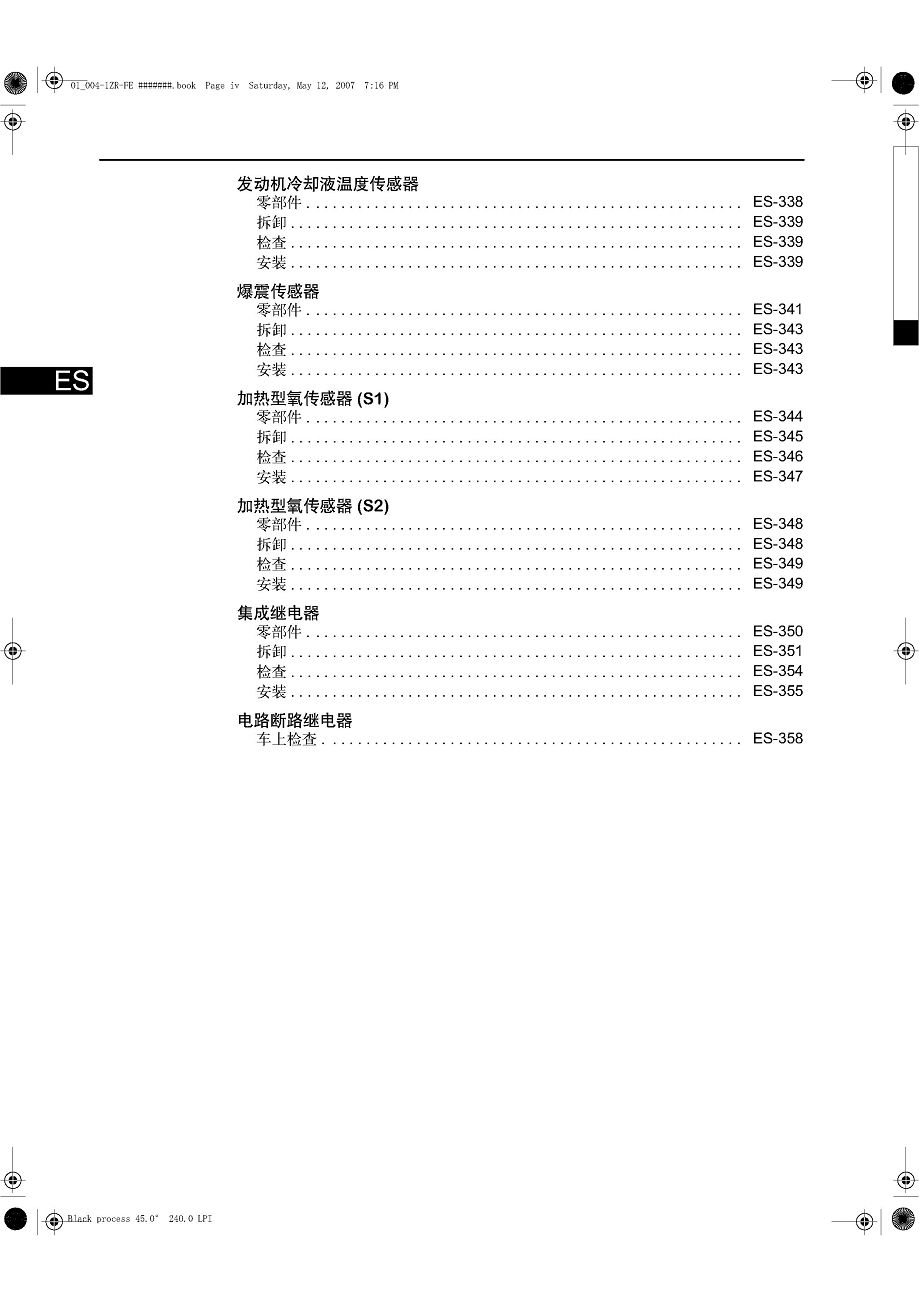 01_004-1ZR-FE #######.book Page iv Saturday, May 12, 2007 7:16 PM
发动机冷却液温度传感器
零部件 . . . . . . . . . . . . . . . . . . . . ES-338
拆卸 . . . . . . . . . . . . . . . . . . . . ES-339
检查 . . . . . . . . . . . . . . . . . . . . ES-339
安装 . . . . . . . . . . . . . . . . . . . . ES-339
爆震传感器
零部件 . . . . . . . . . . . . . . . . . . . . ES-341
拆卸 . . . . . . . . . . . . . . . . . . . . ES-343
检查 . . . . . . . . . . . . . . . . . . . . ES-343
安装 . . . . . . . . . . . . . . . . . . . . ES-343
ES
加热型氧传感器 (S1)
零部件 . . . . . . . . . . . . . . . . . . . . ES-344
拆卸 . . . . . . . . . . . . . . . . . . . . ES-345
检查 . . . . . . . . . . . . . . . . . . . . ES-346
安装 . . . . . . . . . . . . . . . . . . . . ES-347
加热型氧传感器 (S2)
零部件 . . . . . . . . . . . . . . . . . . . . ES-348
拆卸 . . . . . . . . . . . . . . . . . . . . ES-348
检查 . . . . . . . . . . . . . . . . . . . . ES-349
安装 . . . . . . . . . . . . . . . . . . . . ES-349
集成继电器
零部件 . . . . . . . . . . . . . . . . . . . . ES-350
拆卸 . . . . . . . . . . . . . . . . . . . . ES-351
检查 . . . . . . . . . . . . . . . . . . . . ES-354
安装 . . . . . . . . . . . . . . . . . . . . ES-355
电路断路继电器
车上检查 . . . . . . . . . . . . . . . . . . . . ES-358
Black process 45.0° 240.0 LPI